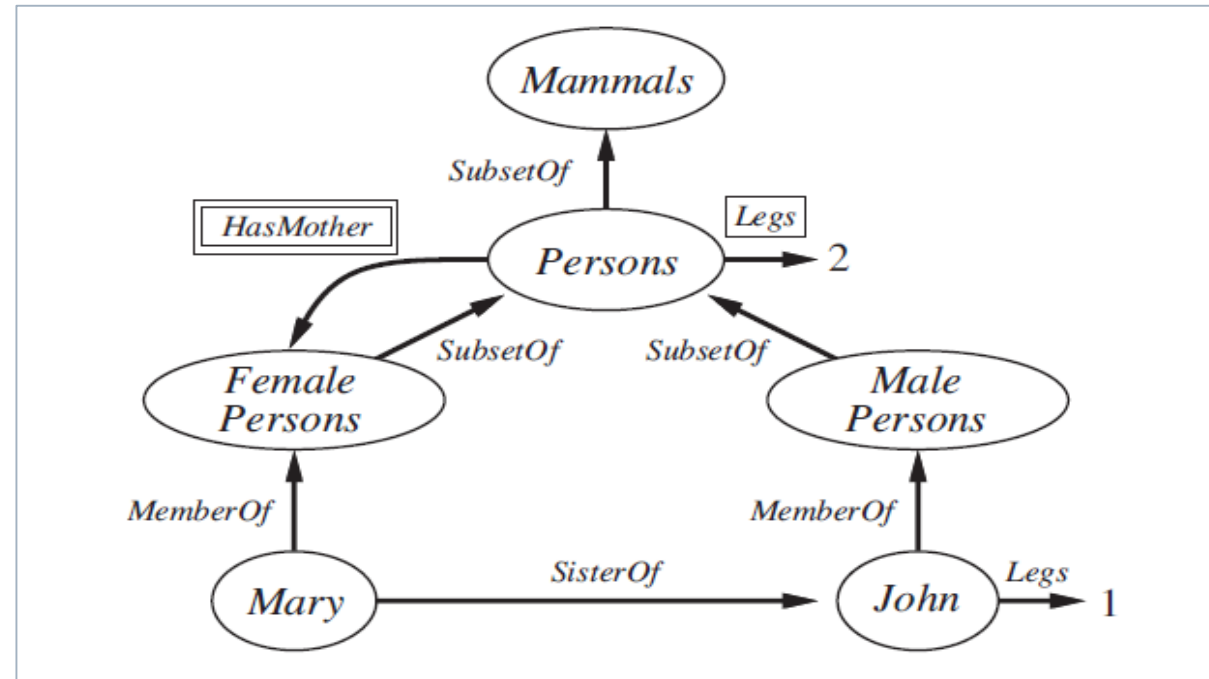 Mammals
SubsetOf
HasMother
Legs
Persons
2
SubsetOf
SubsetOf
Female
Persons
Male
Persons
MemberOf
MemberOf
SisterOf
Legs
Mary
John
1